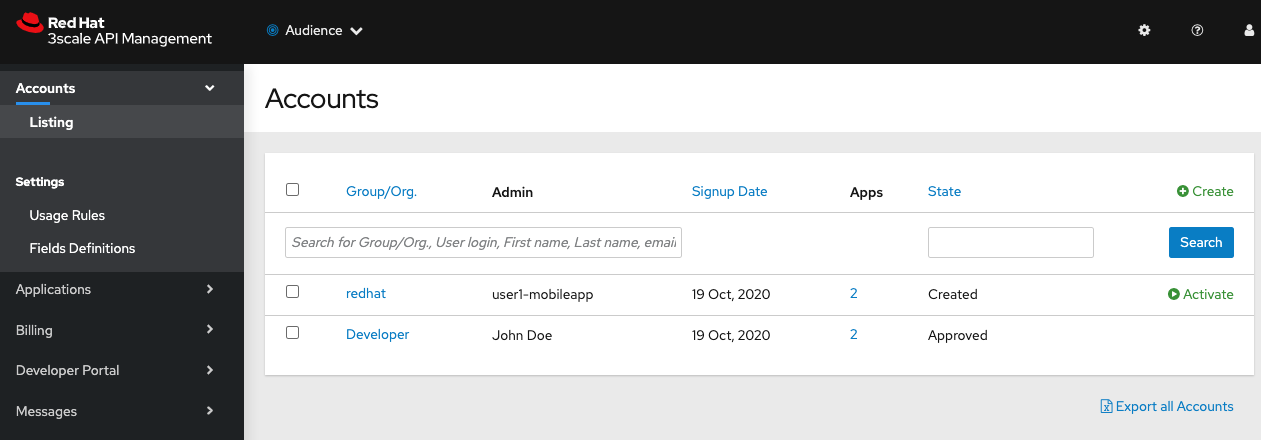 Red Hat
3scale API Management
Audience
Accounts
Listing
Settings
Usage Rules
Fields Definitions
Applications
Billing
Developer Portal
Messages
Accounts
Group/Org. Admin Signup Date Apps State Create
Search for Group/Org., User login, First name, Last name, email Search
redhat user1-mobileapp 19 Oct, 2020 2 Created Activate
Developer John Doe 19 Oct, 2020 2 Approved
Export all Accounts